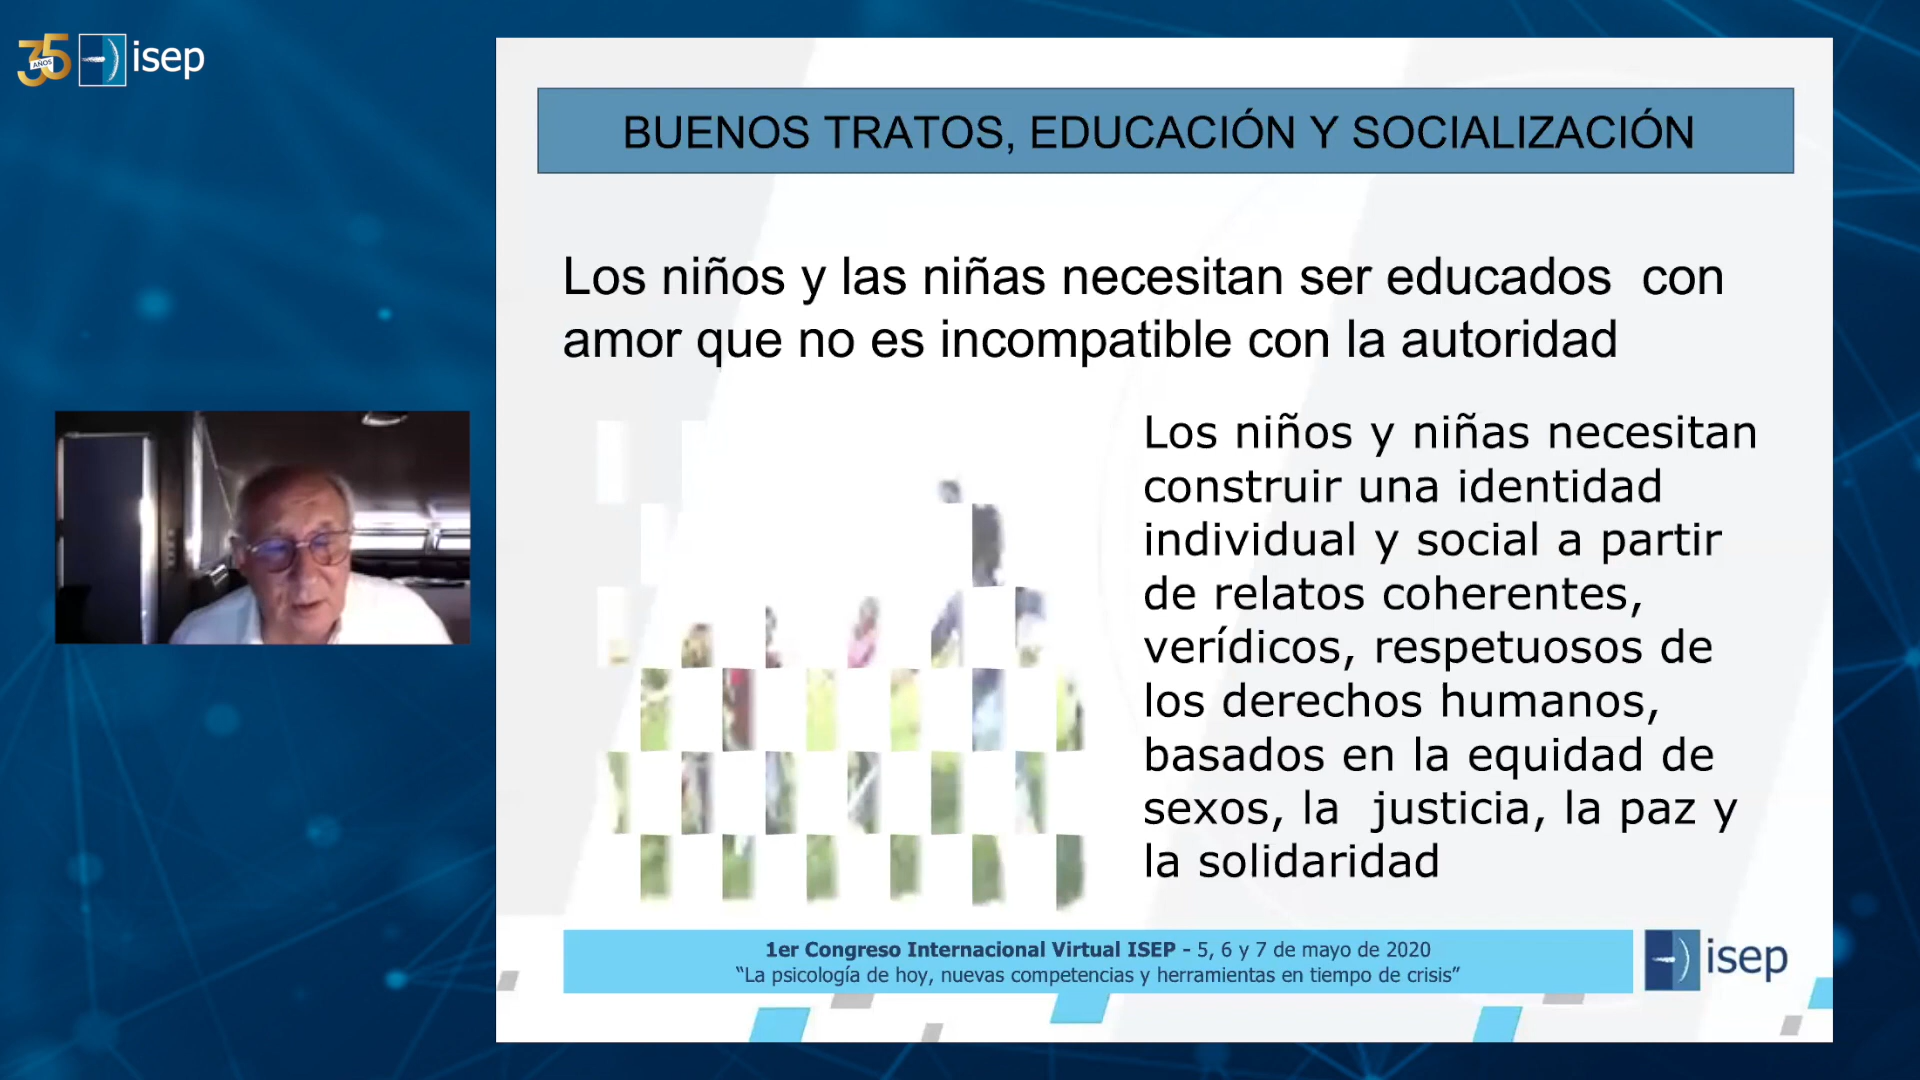 35 AÑOS isep
BUENOS TRATOS, EDUCACIÓN Y SOCIALIZACIÓN
Los niños y las niñas necesitan ser educados con
amor que no es incompatible con la autoridad
Los niños y niñas necesitan
construir una identidad
individual y social a partir
de relatos coherentes,
verídicos, respetuosos de
los derechos humanos,
basados en la equidad de
sexos, la justicia, la paz y
la solidaridad
1er Congreso Internacional Virtual ISEP - 5, 6 y 7 de mayo de 2020
“La psicología de hoy, nuevas competencias y herramientas en tiempo de crisis”
isep